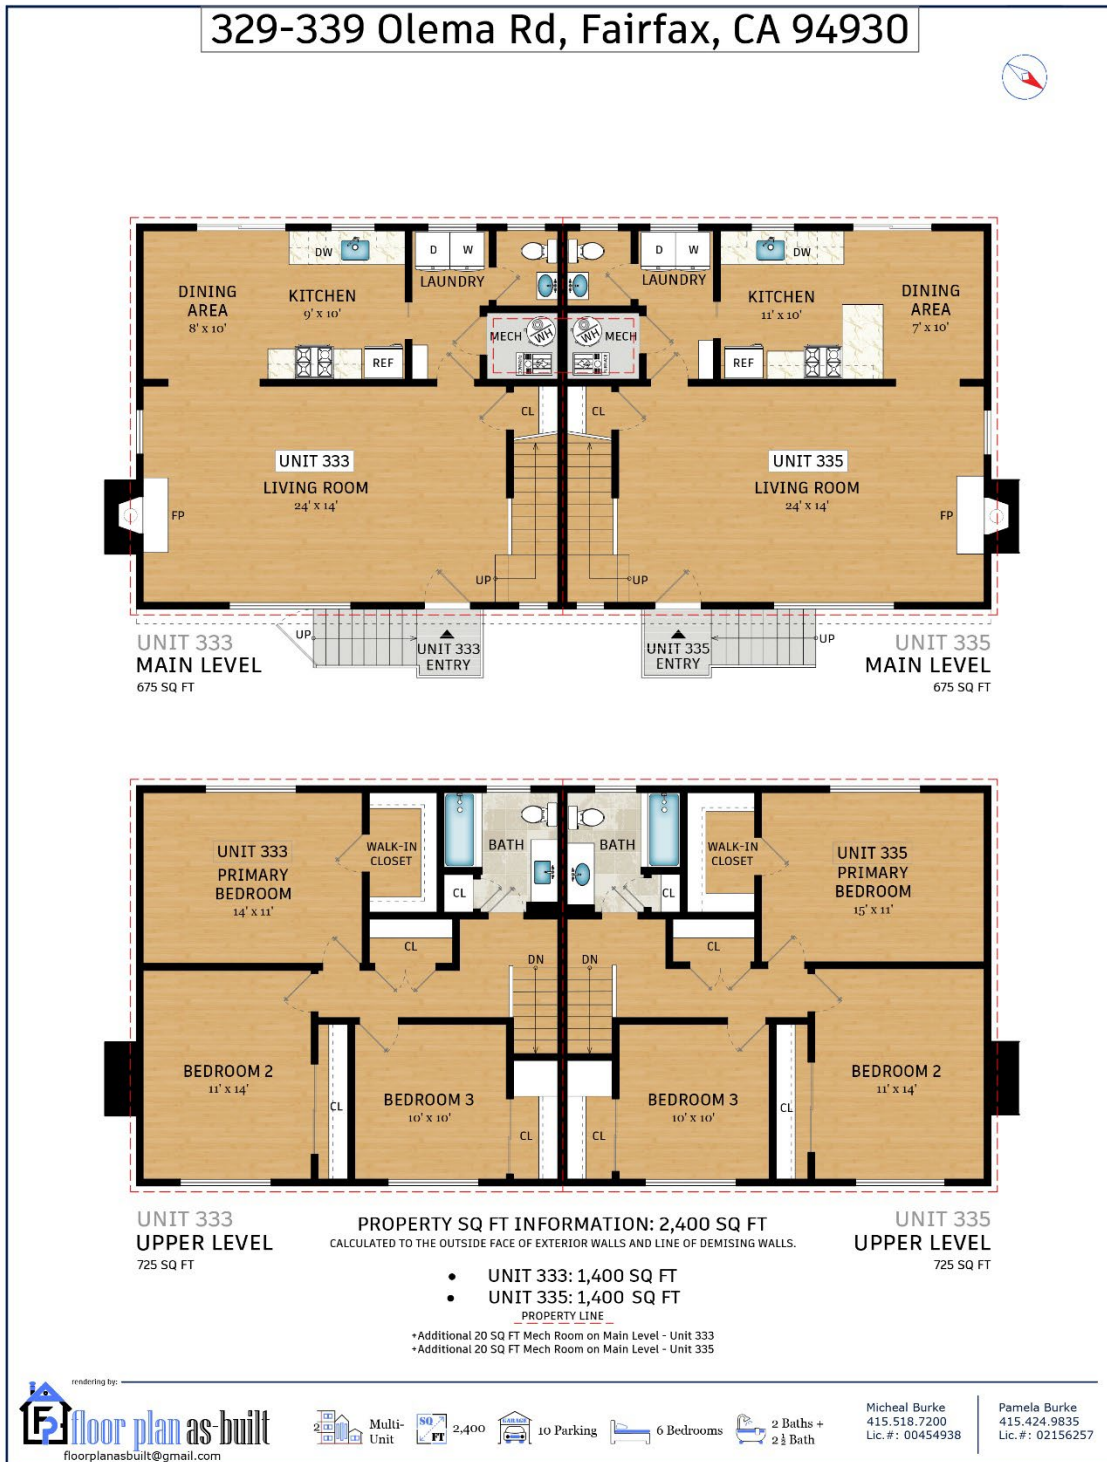 329-339 Olema Rd, Fairfax, CA 94930
D W
LAUNDRY
DW
DINING
AREA
8' x 10'
KITCHEN
9' x 10'
REF
MECH
WH
CL
UNIT 333
LIVING ROOM
24' x 14'
FP
UP
D W
LAUNDRY
DW
KITCHEN
11' x 10'
DINING
AREA
7' x 10'
REF
WH
MECH
CL
UNIT 335
LIVING ROOM
24' x 14'
FP
UP
UP
UNIT 333
ENTRY
UNIT 335
ENTRY
UP
UNIT 333
MAIN LEVEL
675 SQ FT
UNIT 335
MAIN LEVEL
675 SQ FT
UNIT 333
PRIMARY
BEDROOM
14' x 11'
WALK-IN
CLOSET
BATH
CL
CL
DN
BEDROOM 2
11' x 14'
CL
BEDROOM 3
10' x 10'
CL
BATH
CL
WALK-IN
CLOSET
UNIT 335
PRIMARY
BEDROOM
15' x 11'
CL
DN
BEDROOM 3
10' x 10'
CL
CL
BEDROOM 2
11' x 14'
UNIT 333
UPPER LEVEL
725 SQ FT
UNIT 335
UPPER LEVEL
725 SQ FT
PROPERTY SQ FT INFORMATION: 2,400 SQ FT
CALCULATED TO THE OUTSIDE FACE OF EXTERIOR WALLS AND LINE OF DEMISING WALLS.
• UNIT 333: 1,400 SQ FT
• UNIT 335: 1,400 SQ FT
PROPERTY LINE
+Additional 20 SQ FT Mech Room on Main Level - Unit 333
+Additional 20 SQ FT Mech Room on Main Level - Unit 335
rendering by:
FP floor plan as-built
floorplanasbuilt@gmail.com
2 Multi-
Unit
SQ
FT 2,400
GARAGE 10 Parking
6 Bedrooms
2 Baths +
2 ½ Bath
Micheal Burke
415.518.7200
Lic.#: 00454938
Pamela Burke
415.424.9835
Lic.#: 02156257